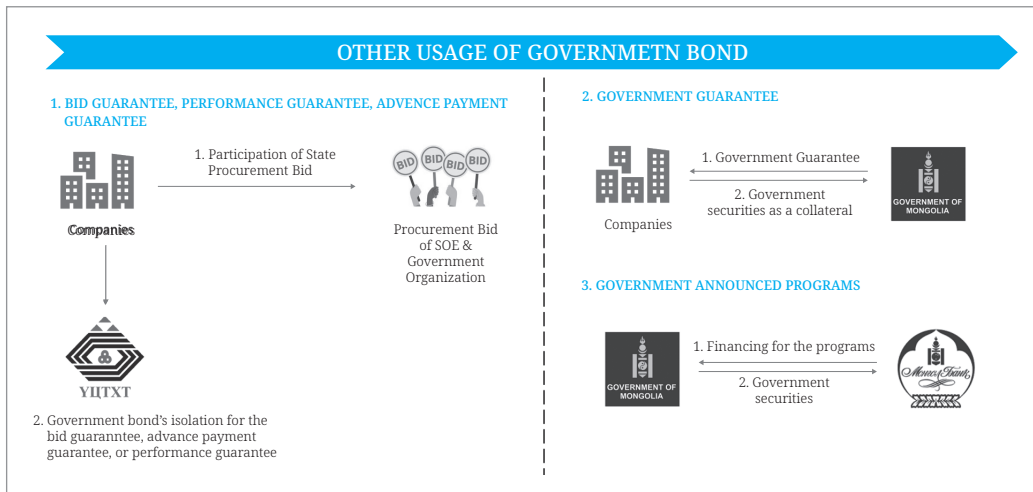 OTHER USAGE OF GOVERNMETN BOND
1. BID GUARANTEE, PERFORMANCE GUARANTEE, ADVENCE PAYMENT
GUARANTEE
1. Participation of State
Procurement Bid
BID BID BID BID
Companies
Procurement Bid
of SOE &
Government
Organization
ҮЦТХТ
2. Government bond’s isolation for the
bid guaranntee, advance payment
guarantee, or performance guarantee
2. GOVERNMENT GUARANTEE
1. Government Guarantee
2. Government
securities as a collateral
Companies
GOVERNMENT OF
MONGOLIA
3. GOVERNMENT ANNOUNCED PROGRAMS
1. Financing for the programs
2. Government
securities
GOVERNMENT OF
MONGOLIA
МонголБанк